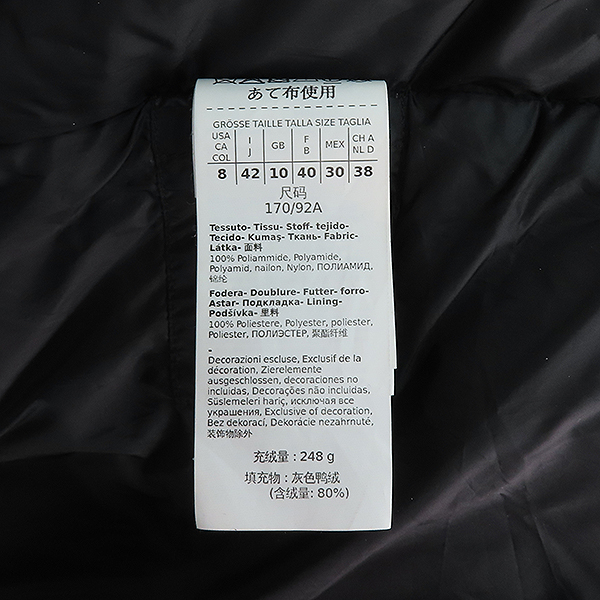 あて布使用
GRÖSSE TAILLE TALLA SIZE TAGLIA
USA CA COL | I J | GB | F B | MEX | CH A NL D
8 | 42 | 10 | 40 | 30 | 38
尺码
170/92A
Tessuto- Tissu- Stoff- tejido-
Tecido- Kumaş- Ткань- Fabric-
Látka- 面料
100% Poliammide, Polyamide,
Polyamid, nailon, Nylon, ПОЛИАМИД,
锦纶
Fodera- Doublure- Futter- forro-
Astar- Подкладка- Lining-
Podšívka- 里料
100% Poliestere, Polyester, poliester,
Poliester, ПОЛИЭСТЕР, 聚酯纤维
-
Decorazioni escluse, Exclusif de la
décoration, Zierelemente
ausgeschlossen, decoraciones no
incluidas, Decorações não incluidas,
Süslemeleri hariç, исключая все
украшения, Exclusive of decoration,
Bez dekorací, Dekorácie nezahrnuté,
装饰物除外
充绒量 : 248 g
填充物 : 灰色鸭绒
(含绒量: 80%)